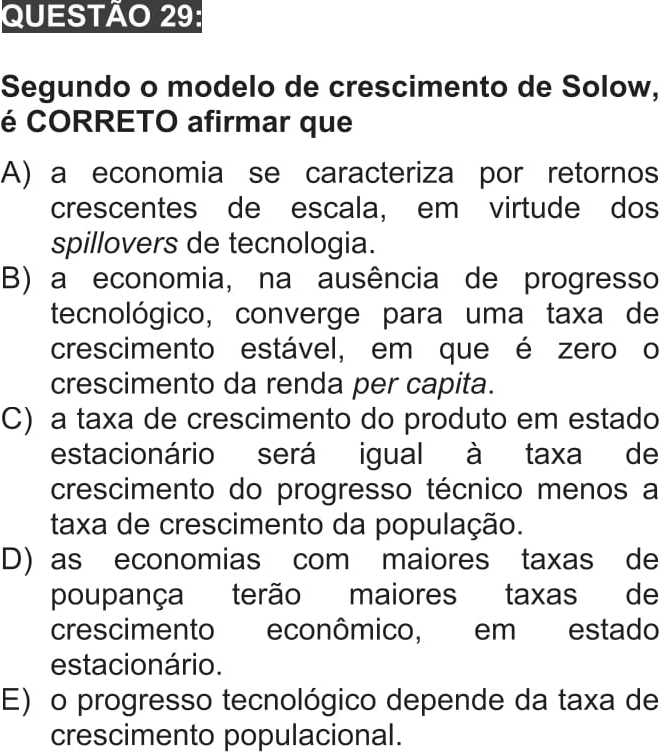 QUESTÃO 29:
Segundo o modelo de crescimento de Solow,
é CORRETO afirmar que
A) a economia se caracteriza por retornos
crescentes de escala, em virtude dos
spillovers de tecnologia.
B) a economia, na ausência de progresso
tecnológico, converge para uma taxa de
crescimento estável, em que é zero o
crescimento da renda per capita.
C) a taxa de crescimento do produto em estado
estacionário será igual à taxa de
crescimento do progresso técnico menos a
taxa de crescimento da população.
D) as economias com maiores taxas de
poupança terão maiores taxas de
crescimento econômico, em estado
estacionário.
E) o progresso tecnológico depende da taxa de
crescimento populacional.